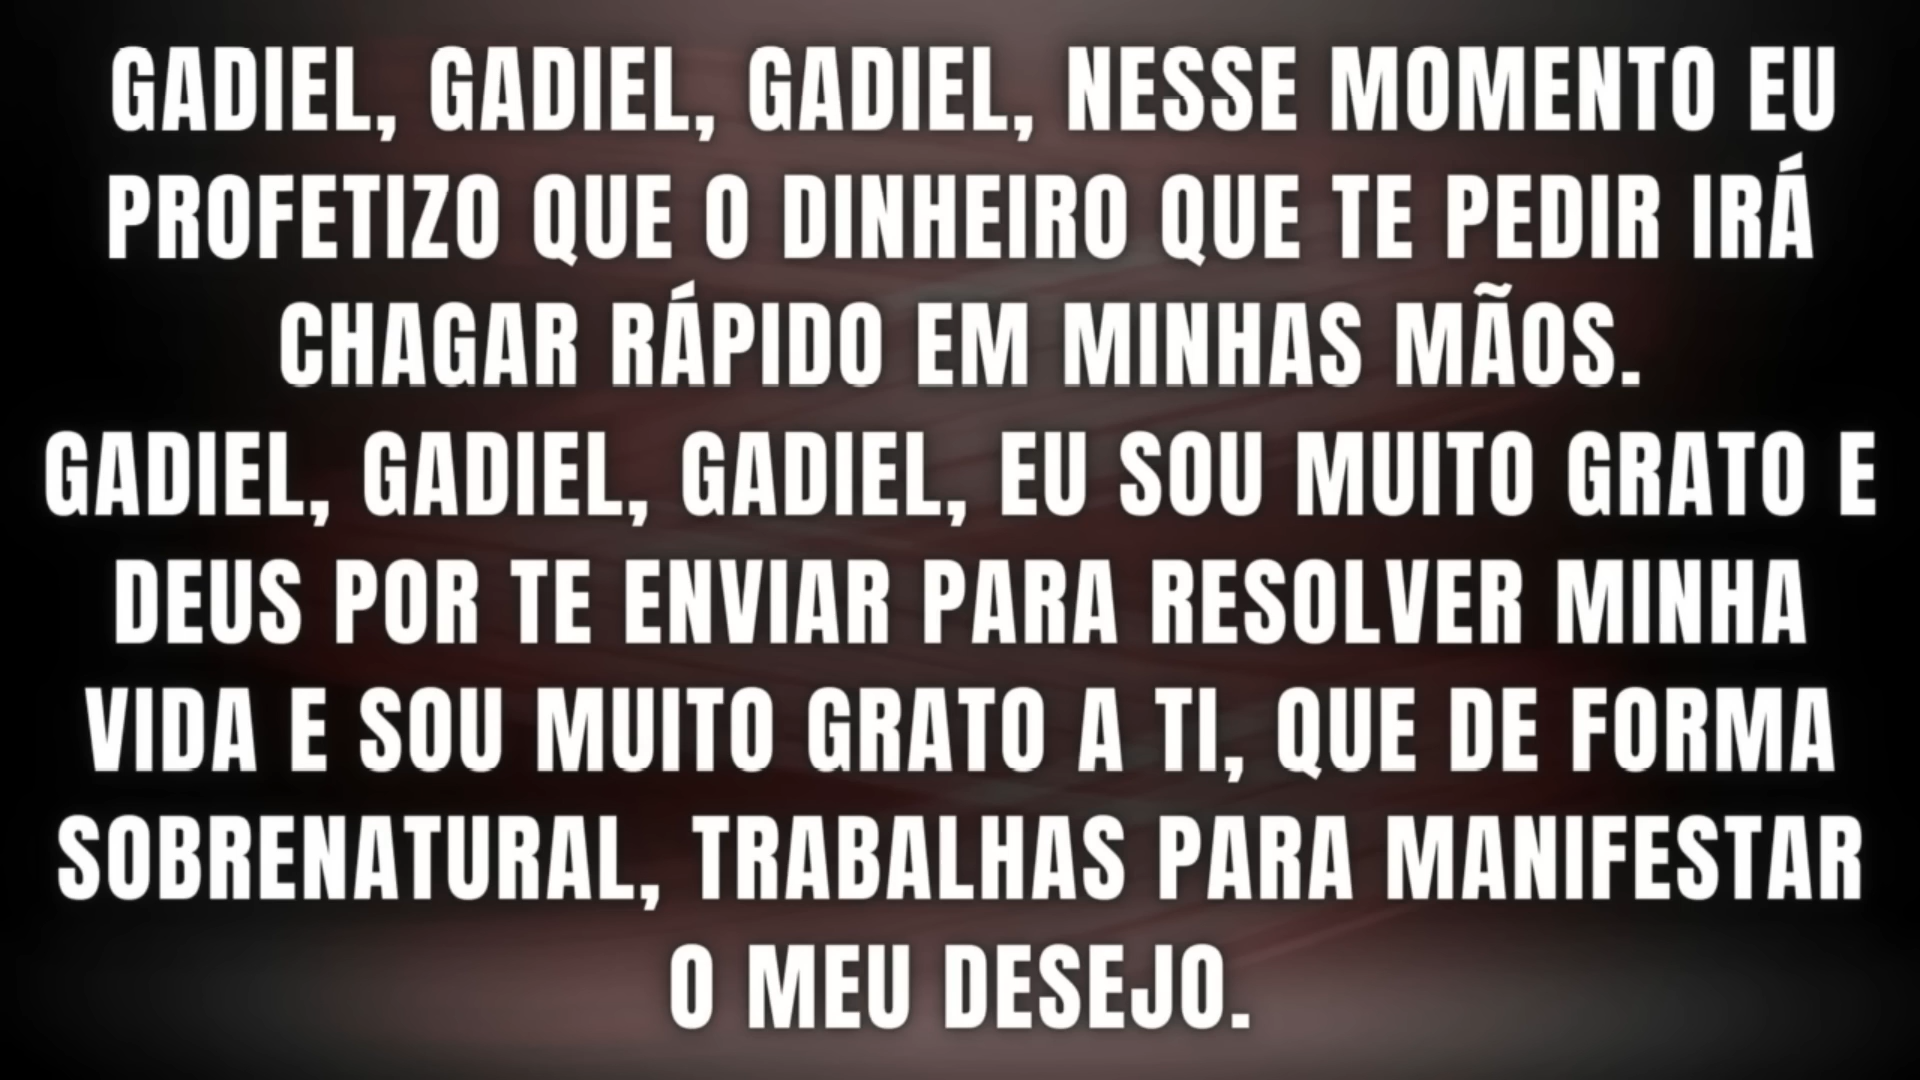 GADIEL, GADIEL, GADIEL, NESSE MOMENTO EU
PROFETIZO QUE O DINHEIRO QUE TE PEDIR IRÁ
CHAGAR RÁPIDO EM MINHAS MÃOS.
GADIEL, GADIEL, GADIEL, EU SOU MUITO GRATO E
DEUS POR TE ENVIAR PARA RESOLVER MINHA
VIDA E SOU MUITO GRATO A TI, QUE DE FORMA
SOBRENATURAL, TRABALHAS PARA MANIFESTAR
O MEU DESEJO.